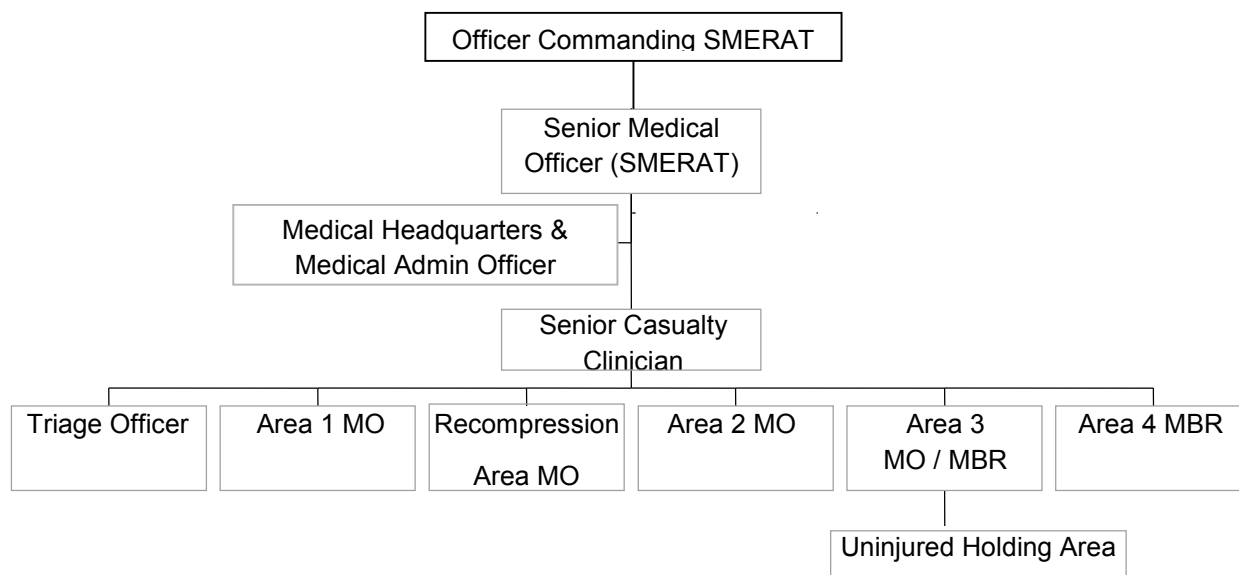 Officer Commanding SMERAT
Senior Medical
Officer (SMERAT)
Medical Headquarters &
Medical Admin Officer
Senior Casualty
Clinician
Triage Officer
Area 1 MO
Recompression
Area MO
Area 2 MO
Area 3
MO / MBR
Area 4 MBR
Uninjured Holding Area